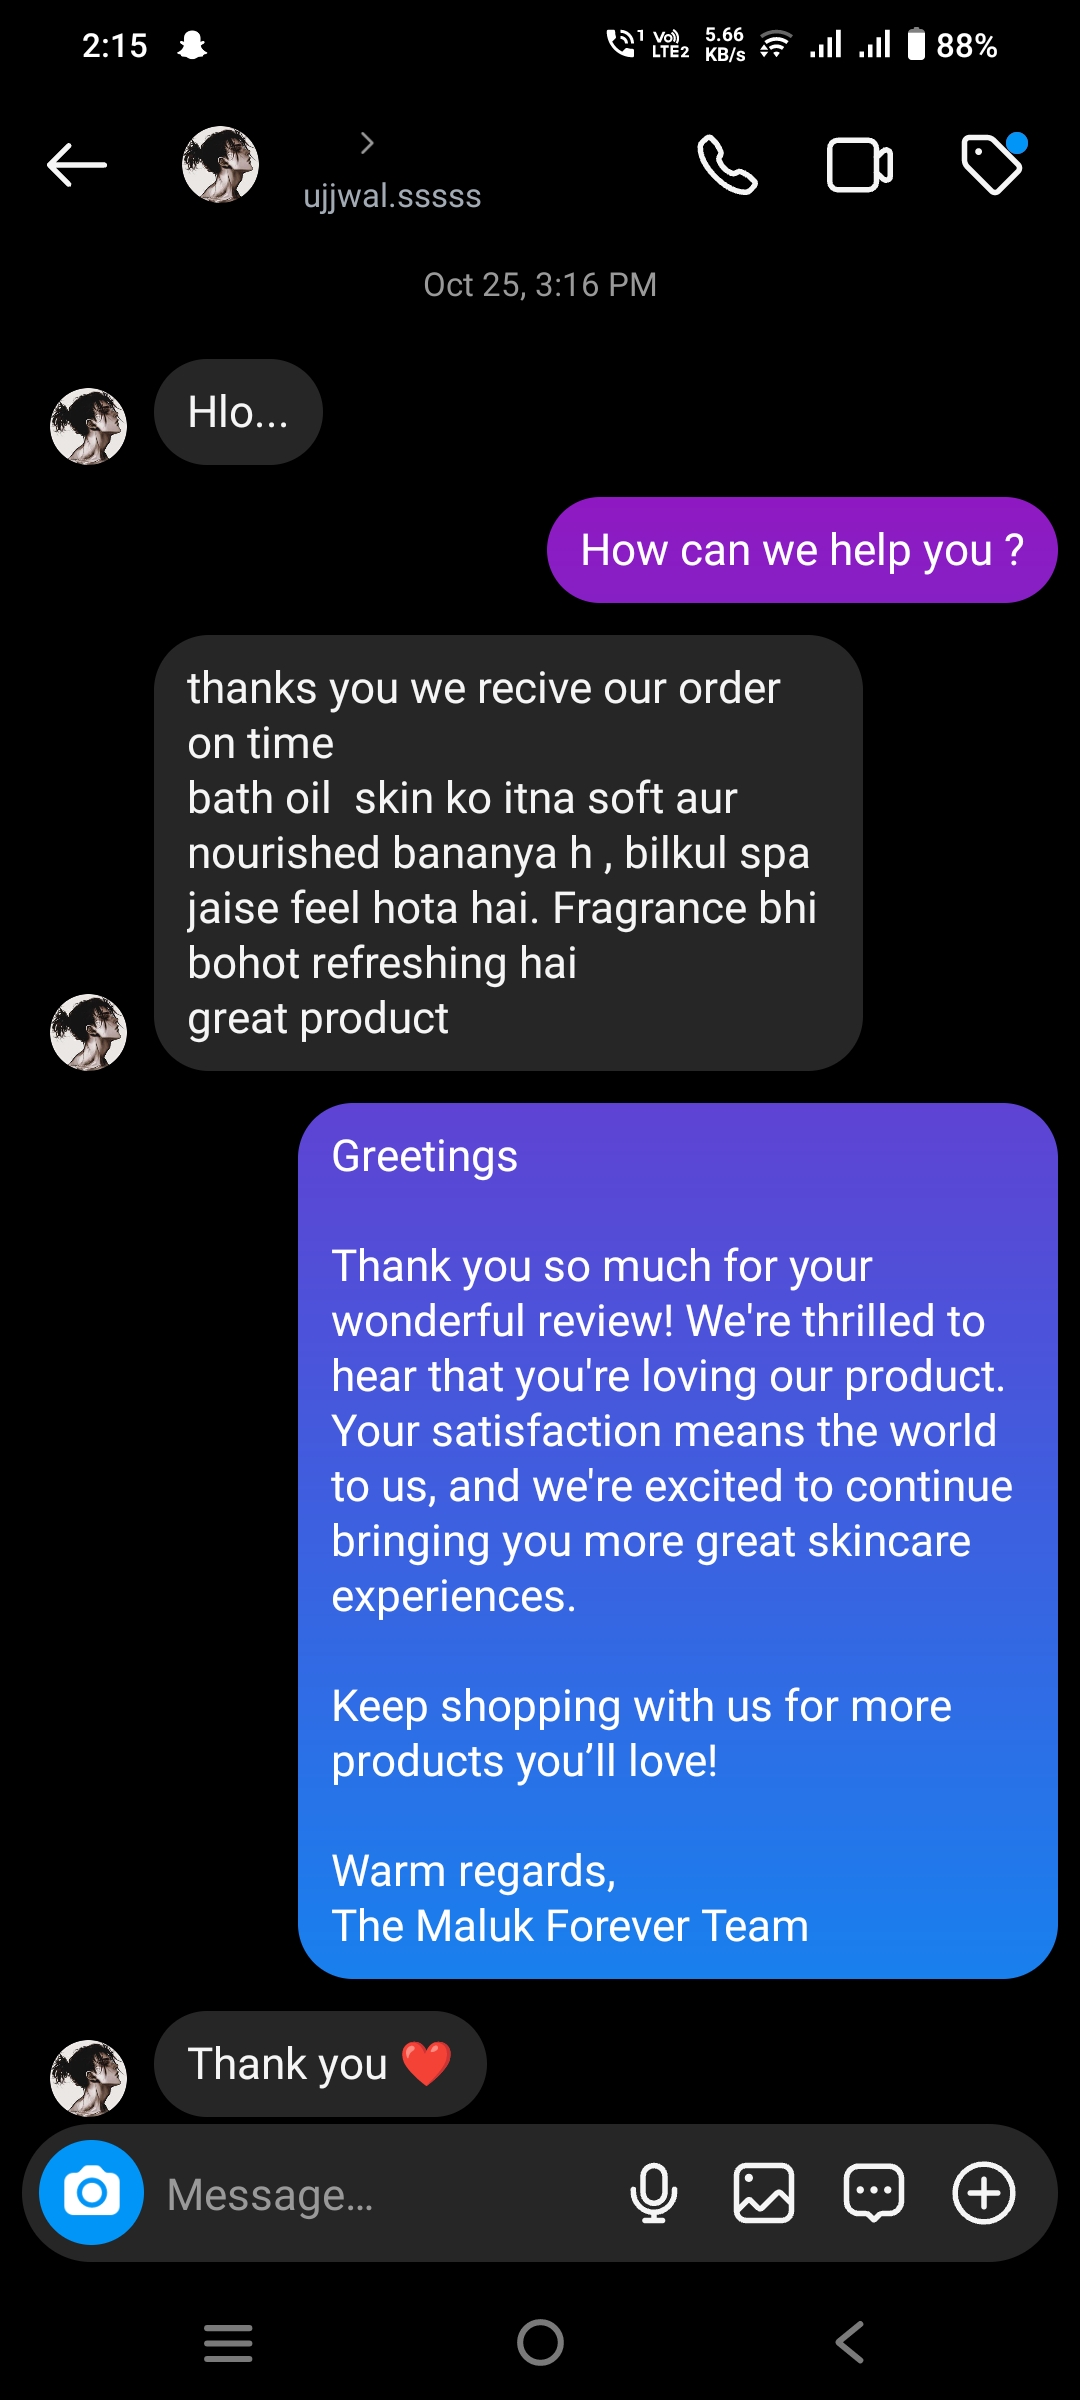 2:15
1 Vo)) LTE2 5.66 KB/s 88%
ujjwal.sssss
Oct 25, 3:16 PM
Hlo...
How can we help you ?
thanks you we recive our order
on time
bath oil  skin ko itna soft aur
nourished bananya h , bilkul spa
jaise feel hota hai. Fragrance bhi
bohot refreshing hai
great product
Greetings
Thank you so much for your
wonderful review! We're thrilled to
hear that you're loving our product.
Your satisfaction means the world
to us, and we're excited to continue
bringing you more great skincare
experiences.
Keep shopping with us for more
products you’ll love!
Warm regards,
The Maluk Forever Team
Thank you ❤️
Message...